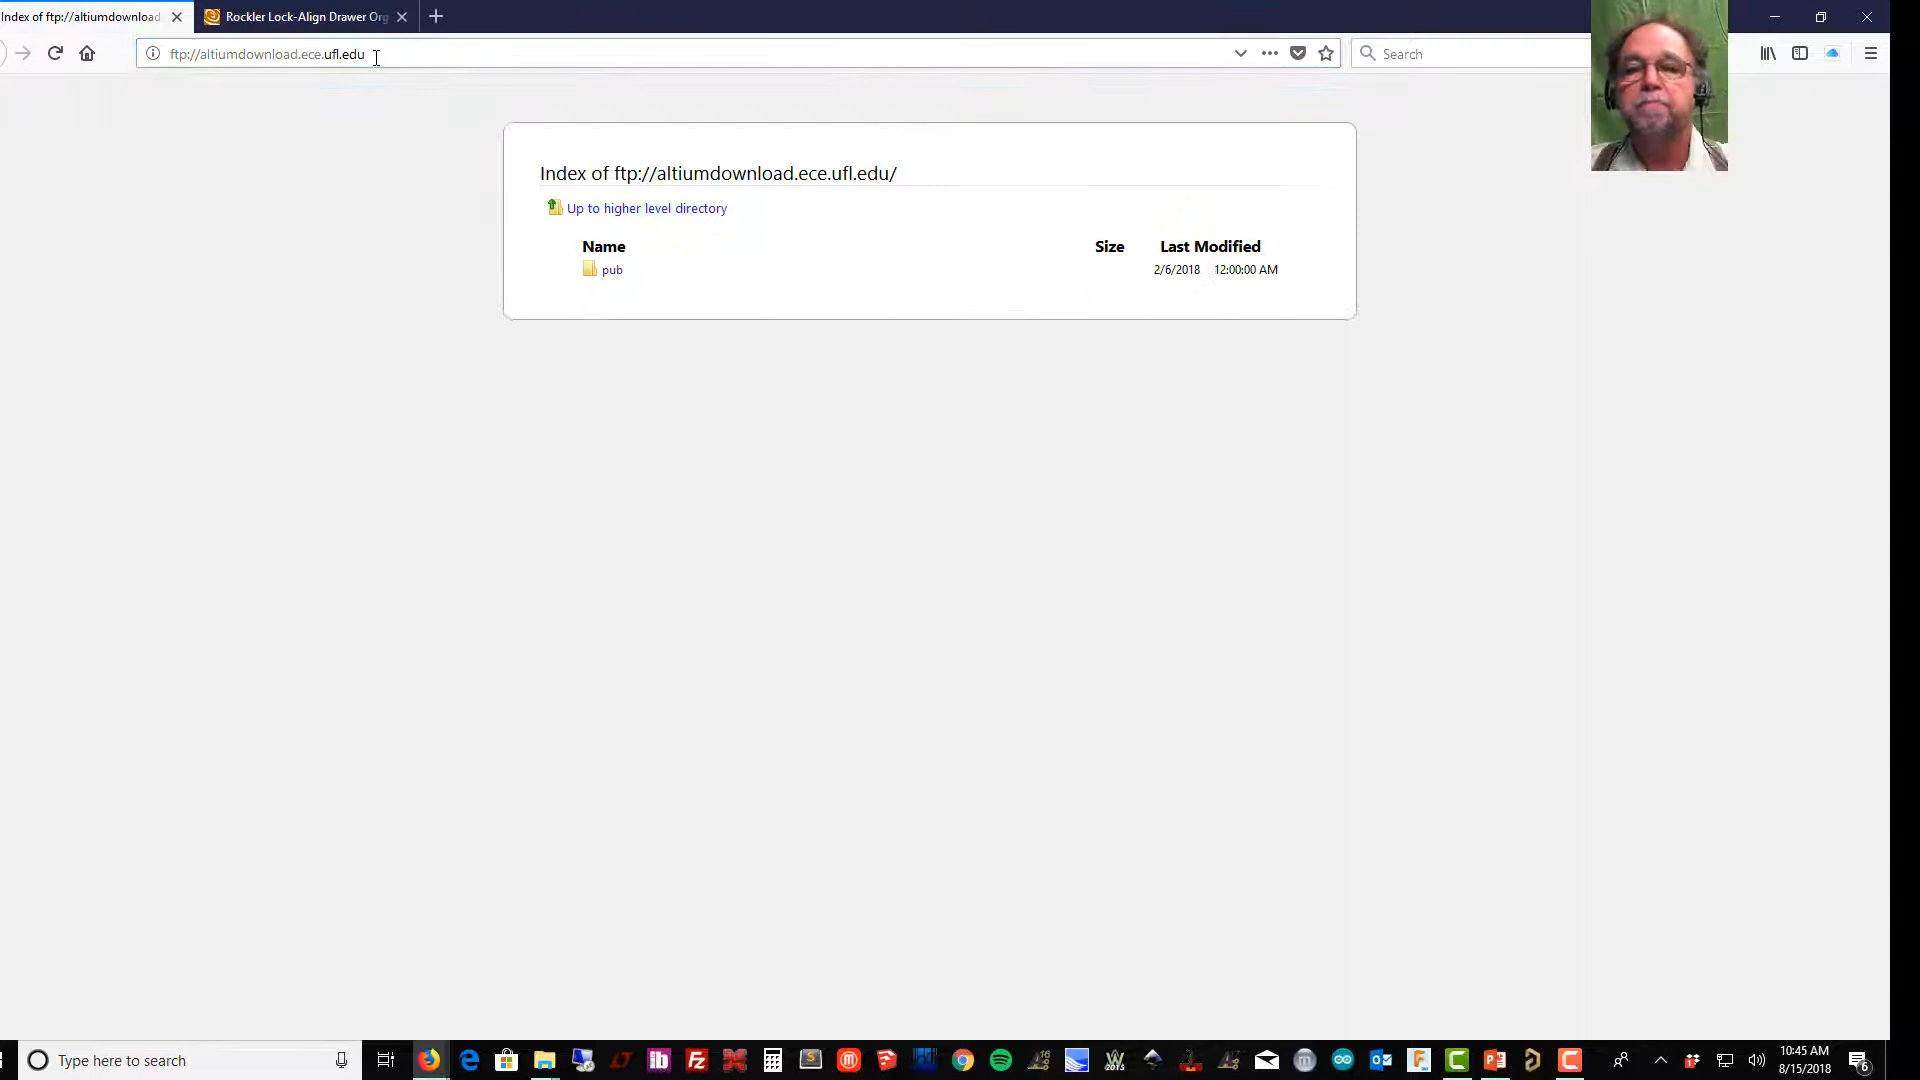 Index of ftp://altiumdownload
Rockler Lock-Align Drawer Org
ftp://altiumdownload.ece.ufl.edu
Search
Index of ftp://altiumdownload.ece.ufl.edu/
Up to higher level directory
Name Size Last Modified
pub 2/6/2018 12:00:00 AM
Type here to search
10:45 AM
8/15/2018
6